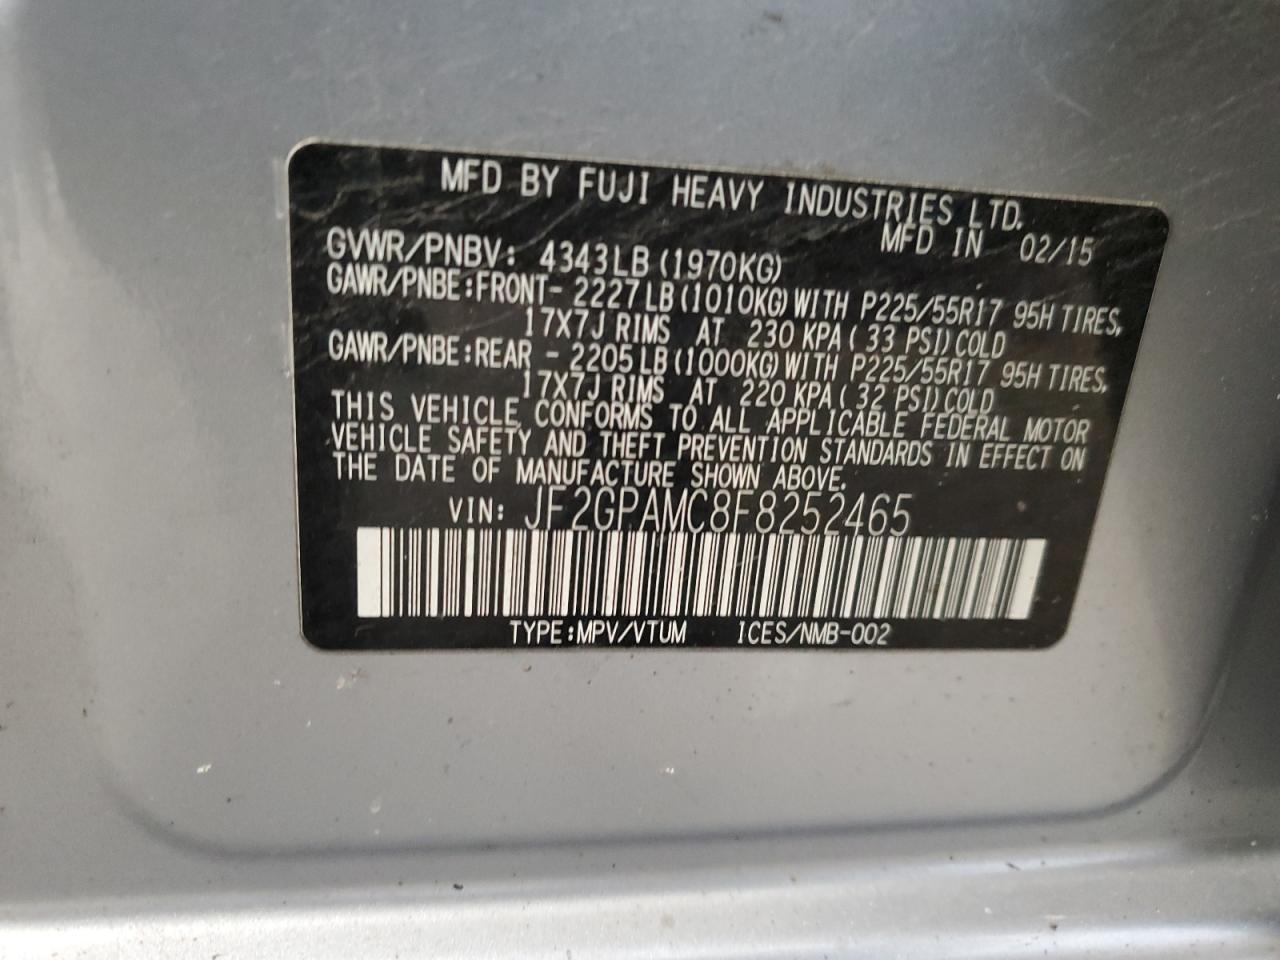 MFD BY FUJI HEAVY INDUSTRIES LTD.
MFD IN 02/15
GVWR/PNBV: 4343LB (1970KG)
GAWR/PNBE:FRONT- 2227LB (1010KG) WITH P225/55R17 95H TIRES,
17X7J RIMS AT 230 KPA ( 33 PSI) COLD
GAWR/PNBE:REAR - 2205LB (1000KG) WITH P225/55R17 95H TIRES,
17X7J RIMS AT 220 KPA ( 32 PSI) COLD
THIS VEHICLE CONFORMS TO ALL APPLICABLE FEDERAL MOTOR
VEHICLE SAFETY AND THEFT PREVENTION STANDARDS IN EFFECT ON
THE DATE OF MANUFACTURE SHOWN ABOVE.
VIN: JF2GPAMC8F8252465
TYPE:MPV/VTUM ICES/NMB-002